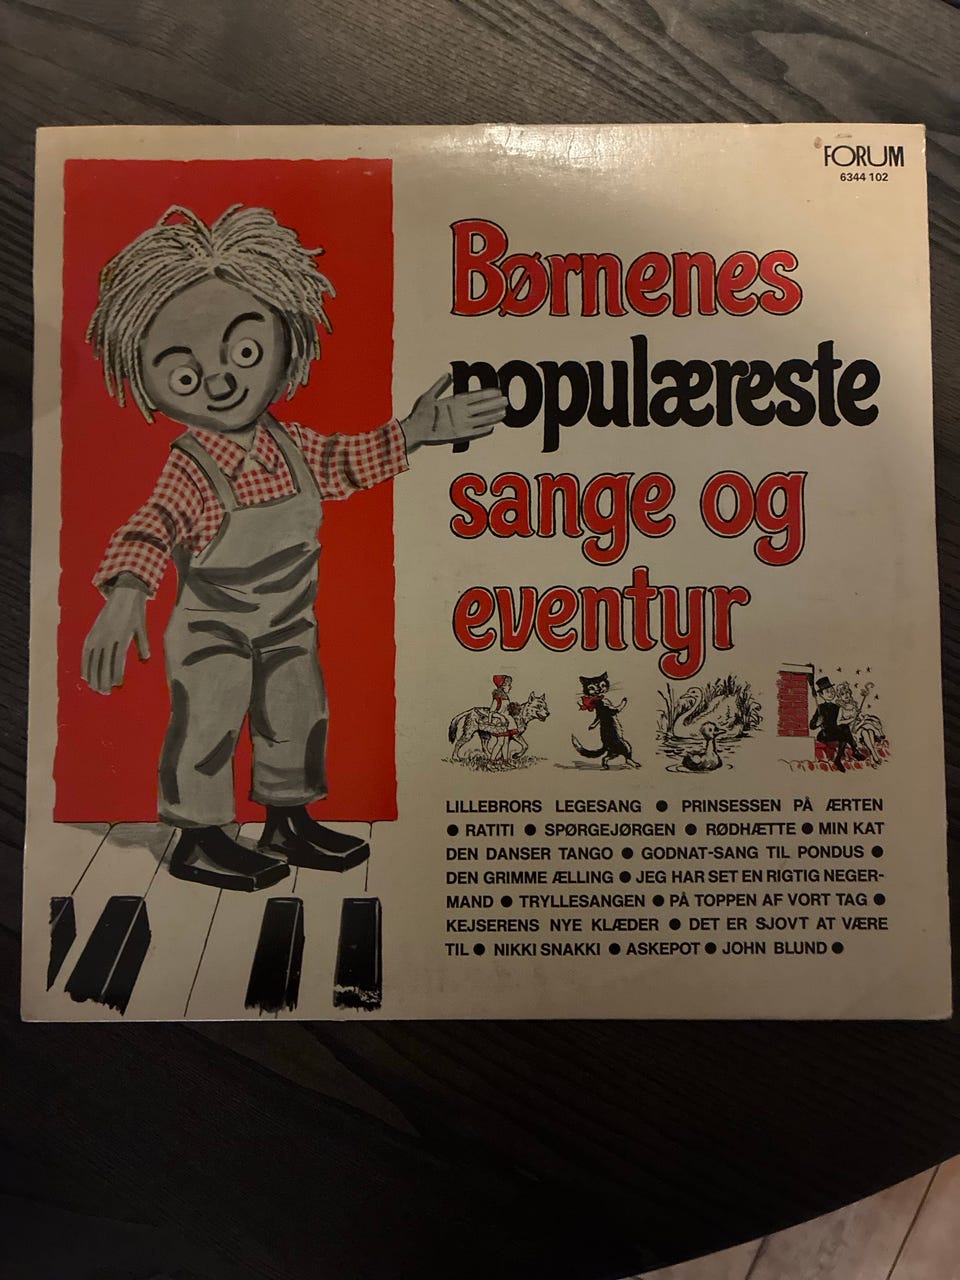 FORUM
6344 102
Børnenes
populæreste
sange og
eventyr
LILLEBRORS LEGESANG ● PRINSESSEN PÅ ÆRTEN
● RATITI ● SPØRGEJØRGEN ● RØDHÆTTE ● MIN KAT
DEN DANSER TANGO ● GODNAT-SANG TIL PONDUS ●
DEN GRIMME ÆLLING ● JEG HAR SET EN RIGTIG NEGER-
MAND ● TRYLLESANGEN ● PÅ TOPPEN AF VORT TAG ●
KEJSERENS NYE KLÆDER ● DET ER SJOVT AT VÆRE
TIL ● NIKKI SNAKKI ● ASKEPOT ● JOHN BLUND ●